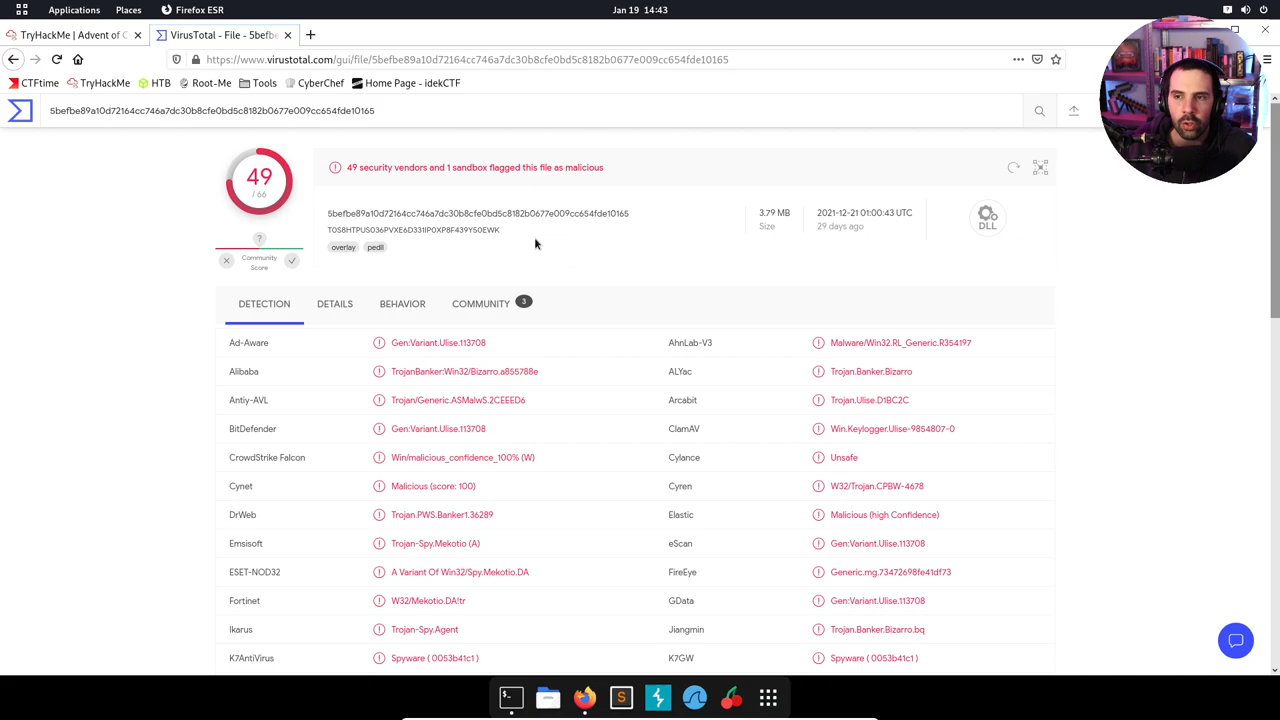 Applications Places Firefox ESR Jan 19 14:43
TryHackMe | Advent of C VirusTotal - File - 5befbe
https://www.virustotal.com/gui/file/5befbe89a10d72164cc746a7dc30b8cfe0bd5c8182b0677e009cc654fde10165
CTFtime TryHackMe HTB Root-Me Tools CyberChef Home Page - idekCTF
5befbe89a10d72164cc746a7dc30b8cfe0bd5c8182b0677e009cc654fde10165
49
/ 66
49 security vendors and 1 sandbox flagged this file as malicious
5befbe89a10d72164cc746a7dc30b8cfe0bd5c8182b0677e009cc654fde10165 3.79 MB 2021-12-21 01:00:43 UTC
T0S8HTPUS036PVXE6D331IP0XP8F439Y50EWK Size 29 days ago DLL
overlay pedll
?
Community
Score
DETECTION DETAILS BEHAVIOR COMMUNITY 3
Ad-Aware Gen:Variant.Ulise.113708 AhnLab-V3 Malware/Win32.RL_Generic.R354197
Alibaba TrojanBanker:Win32/Bizarro.a855788e ALYac Trojan.Banker.Bizarro
Antiy-AVL Trojan/Generic.ASMalwS.2CEEED6 Arcabit Trojan.Ulise.D1BC2C
BitDefender Gen:Variant.Ulise.113708 ClamAV Win.Keylogger.Ulise-9854807-0
CrowdStrike Falcon Win/malicious_confidence_100% (W) Cylance Unsafe
Cynet Malicious (score: 100) Cyren W32/Trojan.CPBW-4678
DrWeb Trojan.PWS.Banker1.36289 Elastic Malicious (high Confidence)
Emsisoft Trojan-Spy.Mekotio (A) eScan Gen:Variant.Ulise.113708
ESET-NOD32 A Variant Of Win32/Spy.Mekotio.DA FireEye Generic.mg.73472698fe41df73
Fortinet W32/Mekotio.DA!tr GData Gen:Variant.Ulise.113708
Ikarus Trojan-Spy.Agent Jiangmin Trojan.Banker.Bizarro.bq
K7AntiVirus Spyware ( 0053b41c1 ) K7GW Spyware ( 0053b41c1 )